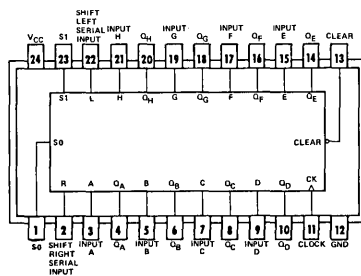 SHIFT
LEFT
SERIAL
INPUT
VCC S1 INPUT H QH INPUT G QG INPUT F QF INPUT E QE CLEAR
24 23 22 21 20 19 18 17 16 15 14 13
S1 L H QH G QG F QF E QE
S0 CLEAR
R A QA B QB C QC D QD CK
1 2 3 4 5 6 7 8 9 10 11 12
S0 SHIFT RIGHT SERIAL INPUT INPUT A QA INPUT B QB INPUT C QC INPUT D QD CLOCK GND